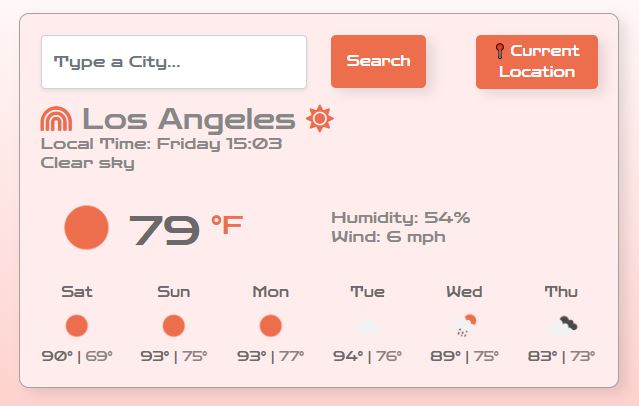 Type a City...
Search
Current
Location
Los Angeles
Local Time: Friday 15:03
Clear sky
79 °F
Humidity: 54%
Wind: 6 mph
Sat Sun Mon Tue Wed Thu
90° | 69° 93° | 75° 93° | 77° 94° | 76° 89° | 75° 83° | 73°